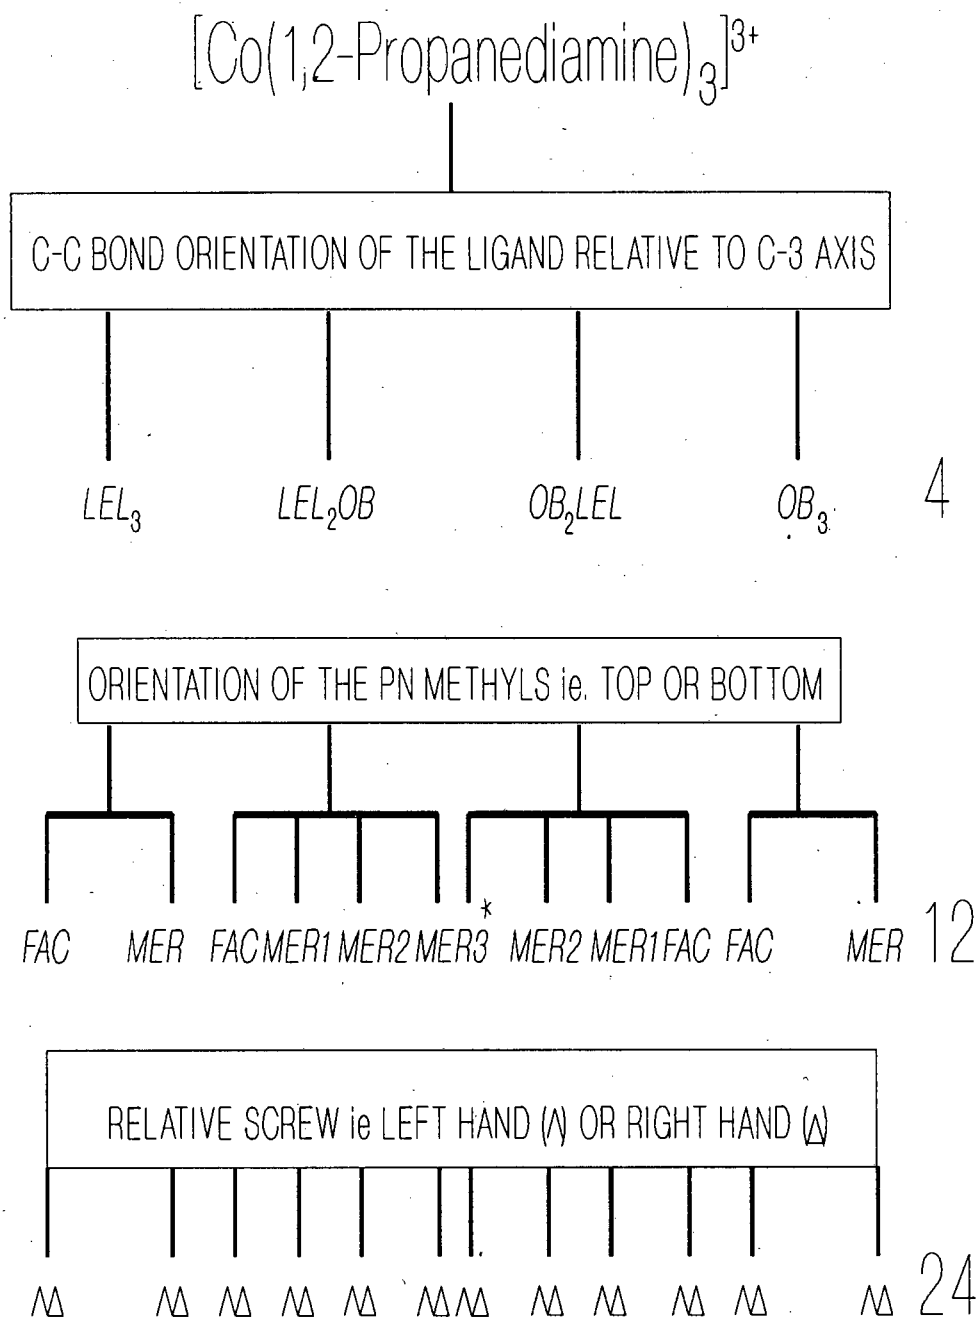 [Co(1,2-Propanediamine)₃]³⁺
C-C BOND ORIENTATION OF THE LIGAND RELATIVE TO C-3 AXIS
LEL₃ LEL₂OB OB₂LEL OB₃ 4
ORIENTATION OF THE PN METHYLS ie. TOP OR BOTTOM
FAC MER FAC MER1 MER2 MER3* MER2 MER1 FAC FAC MER 12
RELATIVE SCREW ie LEFT HAND (Λ) OR RIGHT HAND (Δ)
ΛΔ ΛΔ ΛΔ ΛΔ ΛΔ ΛΔ ΛΔ ΛΔ ΛΔ ΛΔ ΛΔ ΛΔ 24